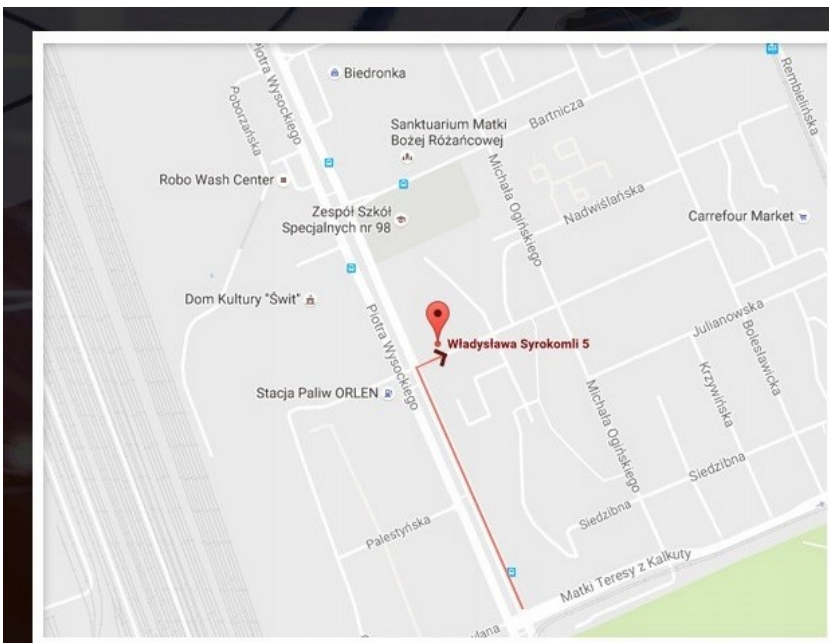 Piotra Wysockiego
Biedronka
Rembielińska
Poborzańska
Bartnicza
Sanktuarium Matki
Bożej Różańcowej
Michała Ogińskiego
Robo Wash Center
Nadwiślańska
Zespół Szkół
Specjalnych nr 98
Carrefour Market
Dom Kultury "Świt"
Piotra Wysockiego
Władysława Syrokomli 5
Julianowska
Bolesławicka
Krzywińska
Stacja Paliw ORLEN
Michała Ogińskiego
Siedzibna
Siedzibna
Palestyńska
Matki Teresy z Kalkuty